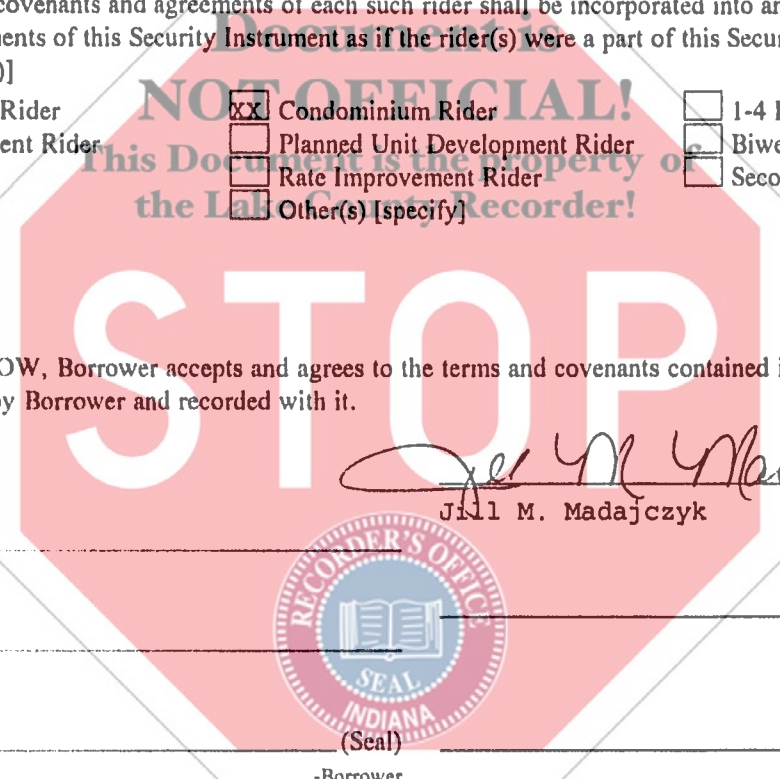 covenants and agreements of each such rider shall be incorporated into
ents of this Security Instrument as if the rider(s) were a part of this Secur
)]
Document is
NOT OFFICIAL!
This Document is the property of
the Lake County Recorder!
Rider XX Condominium Rider 1-4
ent Rider Planned Unit Development Rider Biwe
Rate Improvement Rider Seco
Other(s) [specify]
STOP
OW, Borrower accepts and agrees to the terms and covenants contained
by Borrower and recorded with it.
Jill M Ma
Jill M. Madajczyk
RECORDER'S OFFICE
SEAL
INDIANA
(Seal)
-Borrower